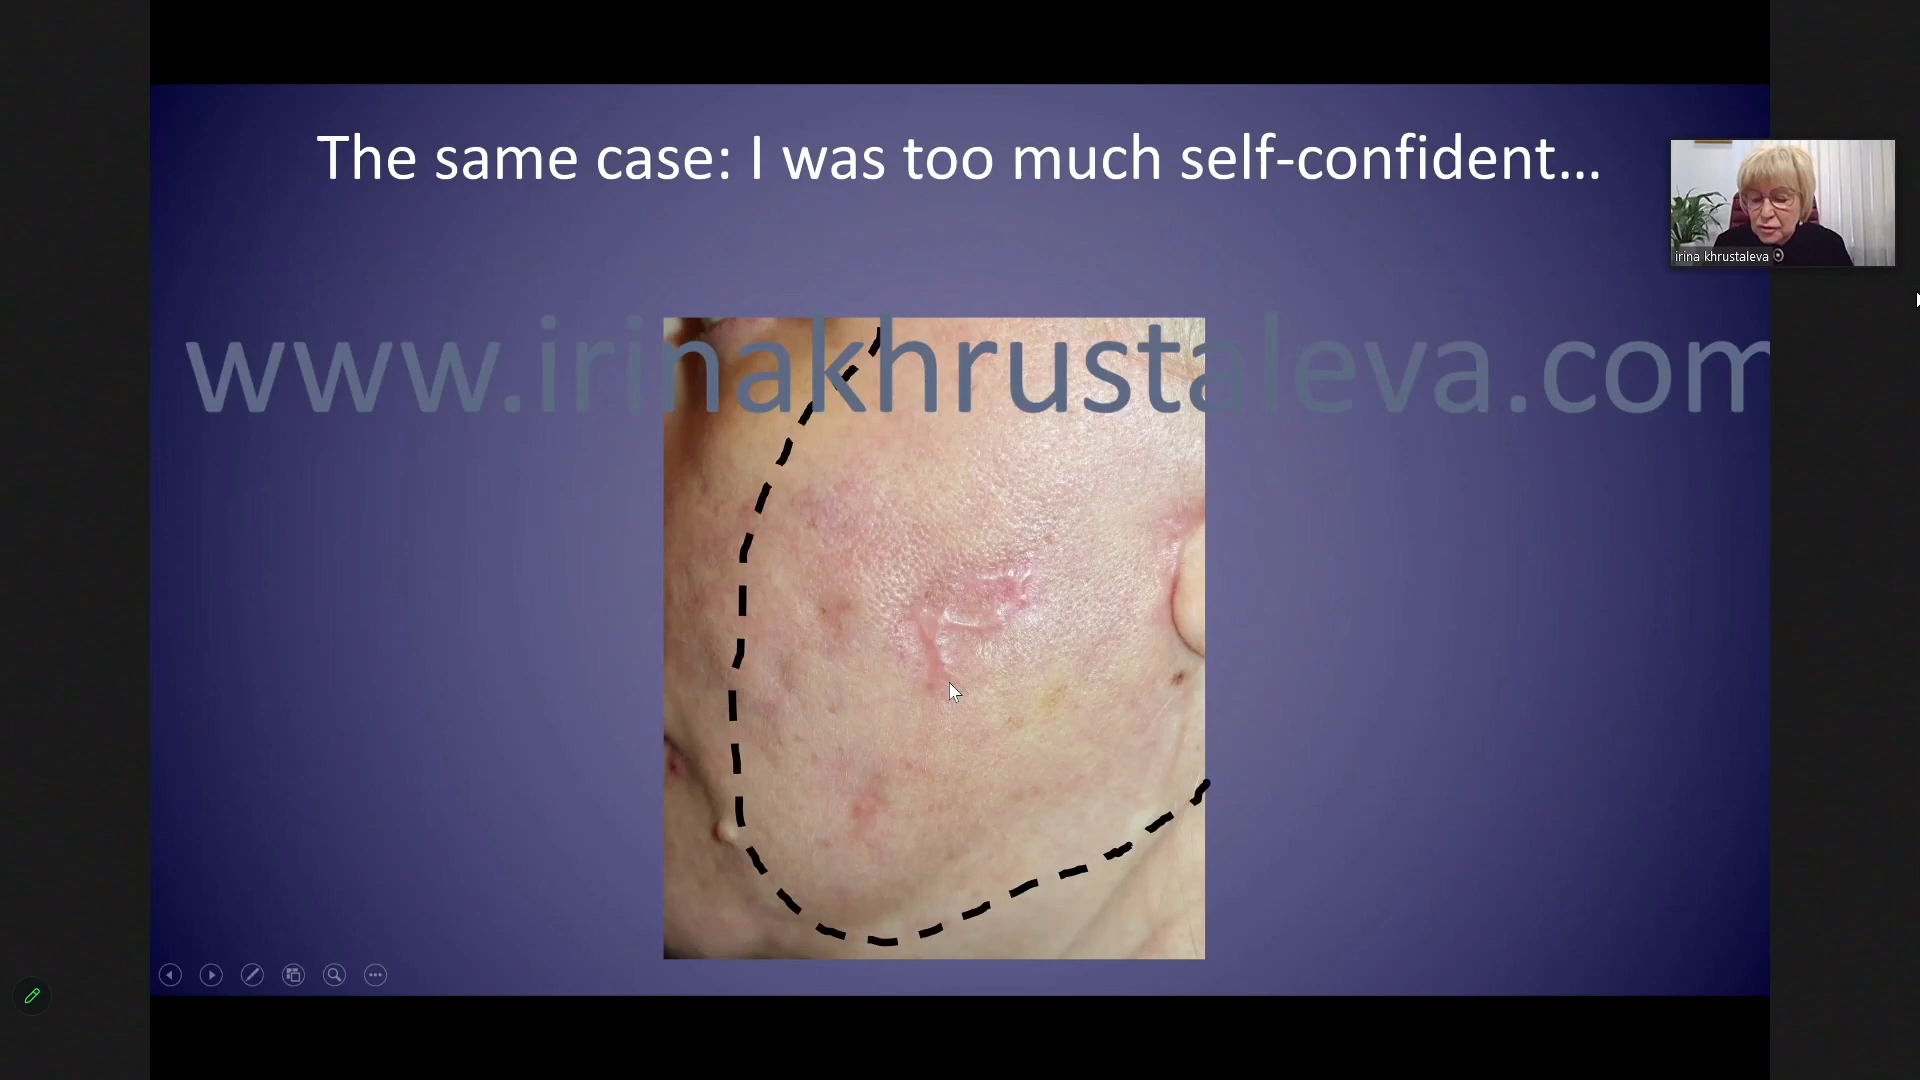 The same case: I was too much self-confident...
irina khrustaleva
www.irinakhrustaleva.com